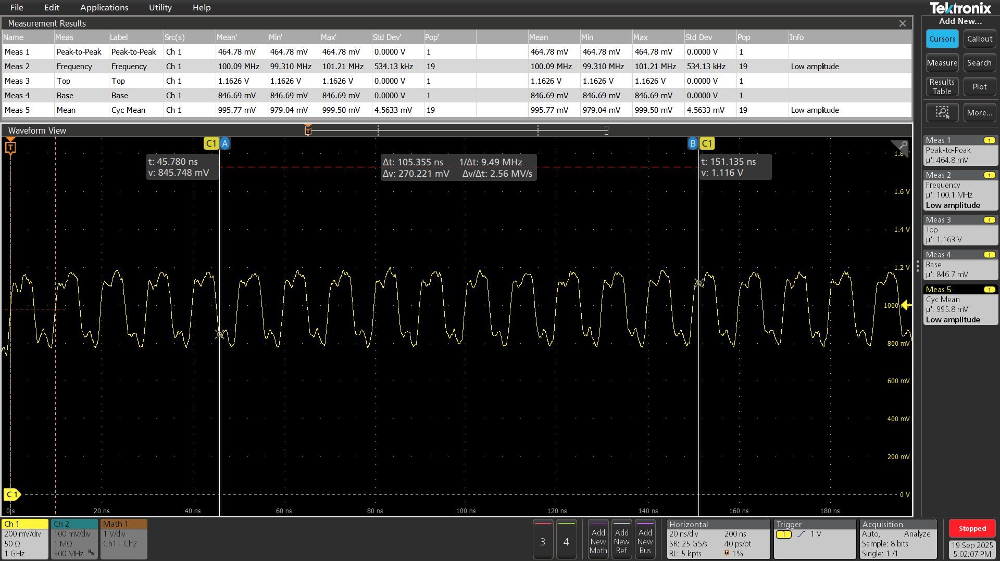 File Edit Applications Utility Help
Tektronix
Measurement Results
Add New...
Name Meas Label Src(s) Mean' Min' Max' Std Dev' Pop' Mean Min Max Std Dev Pop Info
Meas 1 Peak-to-Peak Peak-to-Peak Ch 1 464.78 mV 464.78 mV 464.78 mV 0.0000 V 1 464.78 mV 464.78 mV 464.78 mV 0.0000 V 1
Meas 2 Frequency Frequency Ch 1 100.09 MHz 99.310 MHz 101.21 MHz 534.13 kHz 19 100.09 MHz 99.310 MHz 101.21 MHz 534.13 kHz 19 Low amplitude
Meas 3 Top Top Ch 1 1.1626 V 1.1626 V 1.1626 V 0.0000 V 1 1.1626 V 1.1626 V 1.1626 V 0.0000 V 1
Meas 4 Base Base Ch 1 846.69 mV 846.69 mV 846.69 mV 0.0000 V 1 846.69 mV 846.69 mV 846.69 mV 0.0000 V 1
Meas 5 Mean Cyc Mean Ch 1 995.77 mV 979.04 mV 999.50 mV 4.5633 mV 19 995.77 mV 979.04 mV 999.50 mV 4.5633 mV 19 Low amplitude
Cursors Callout
Measure Search
Results Table Plot
More...
Waveform View
T
T
C1 A
B C1
t: 45.780 ns
v: 845.748 mV
Δt: 105.355 ns 1/Δt: 9.49 MHz
Δv: 270.221 mV Δv/Δt: 2.56 MV/s
t: 151.135 ns
v: 1.116 V
1.8
1.6 V
1.4 V
1.2 V
1000
800 mV
600 mV
400 mV
200 mV
0 V
C 1
0 s 20 ns 40 ns 60 ns 80 ns 100 ns 120 ns 140 ns 160 ns 180 ns
Meas 1 1
Peak-to-Peak
µ': 464.8 mV
Meas 2 1
Frequency
µ': 100.1 MHz
Low amplitude
Meas 3 1
Top
µ': 1.163 V
Meas 4 1
Base
µ': 846.7 mV
Meas 5 1
Cyc Mean
µ': 995.8 mV
Low amplitude
Ch 1
200 mV/div
50 Ω
1 GHz
Ch 2
100 mV/div
1 MΩ
500 MHz Bw
Math 1
1 V/div
Ch1 - Ch2
3
4
Add New Math
Add New Ref
Add New Bus
Horizontal
20 ns/div 200 ns
SR: 25 GS/s 40 ps/pt
RL: 5 kpts T 1%
Trigger
1 1 V
Acquisition
Auto, Analyze
Sample: 8 bits
Single: 1 /1
Stopped
19 Sep 2025
5:02:07 PM